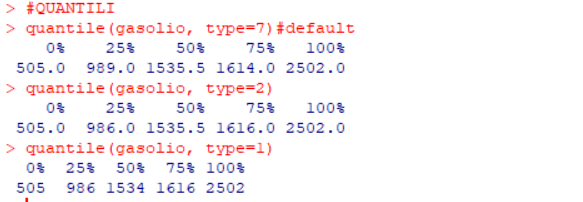 > #QUANTILI
> quantile(gasolio, type=7)#default
0% 25% 50% 75% 100%
505.0 989.0 1535.5 1614.0 2502.0
> quantile(gasolio, type=2)
0% 25% 50% 75% 100%
505.0 986.0 1535.5 1616.0 2502.0
> quantile(gasolio, type=1)
0% 25% 50% 75% 100%
505 986 1534 1616 2502